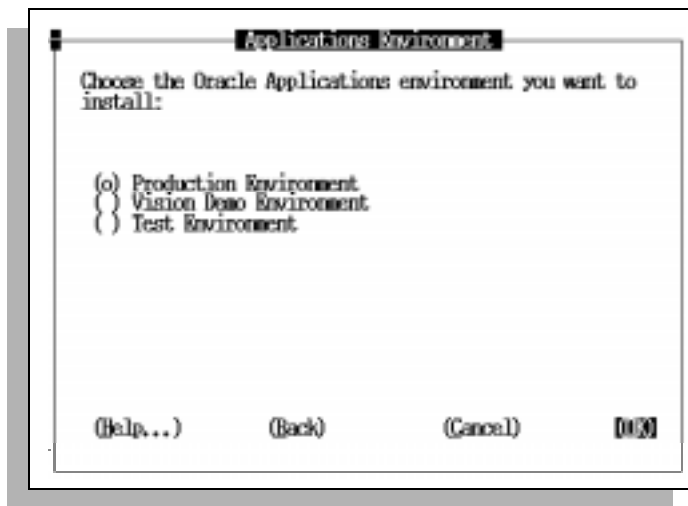 Applications Environment
Choose the Oracle Applications environment you want to
install:
(o) Production Environment
( ) Vision Demo Environment
( ) Test Environment
(Help...) (Back) (Cancel) (OK)